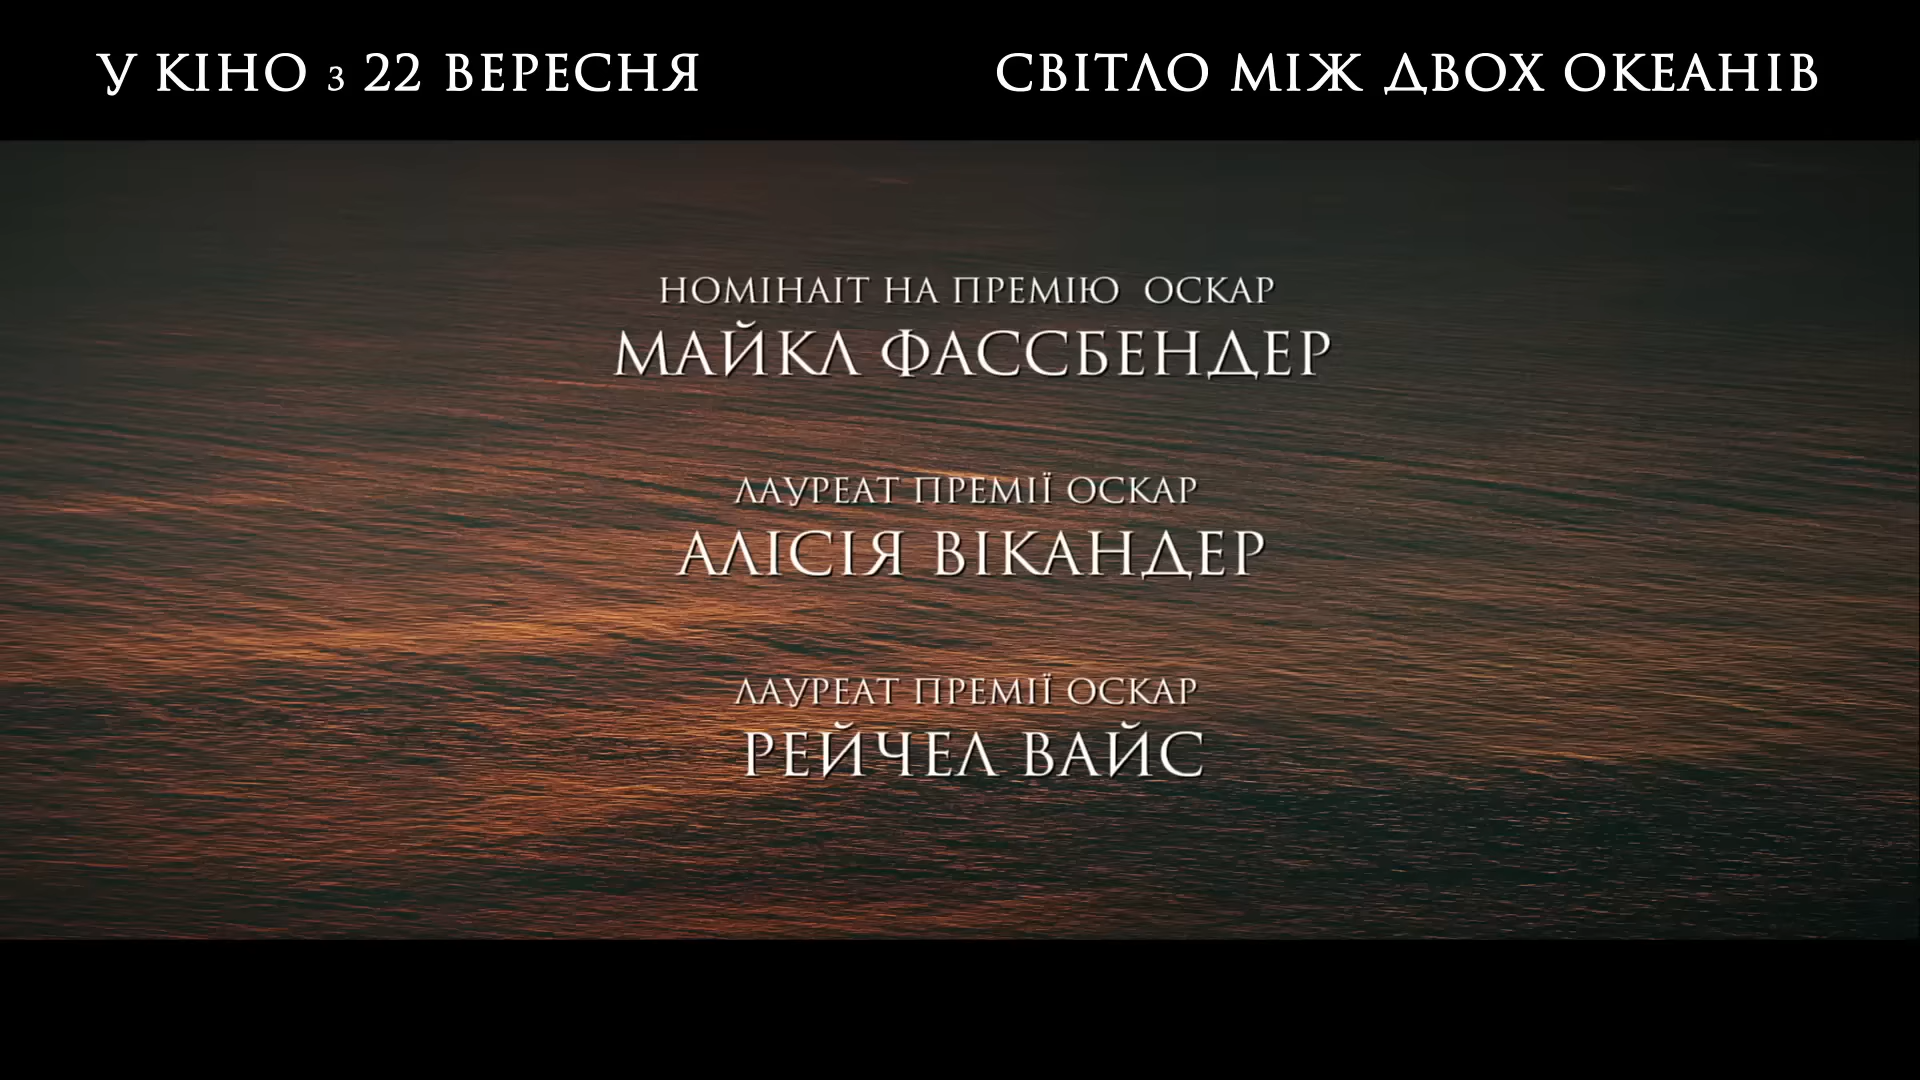 У КІНО З 22 ВЕРЕСНЯ
СВІТЛО МІЖ ДВОХ ОКЕАНІВ
НОМІНАІТ НА ПРЕМІЮ ОСКАР
МАЙКЛ ФАССБЕНДЕР
ЛАУРЕАТ ПРЕМІЇ ОСКАР
АЛІСІЯ ВІКАНДЕР
ЛАУРЕАТ ПРЕМІЇ ОСКАР
РЕЙЧЕЛ ВАЙС